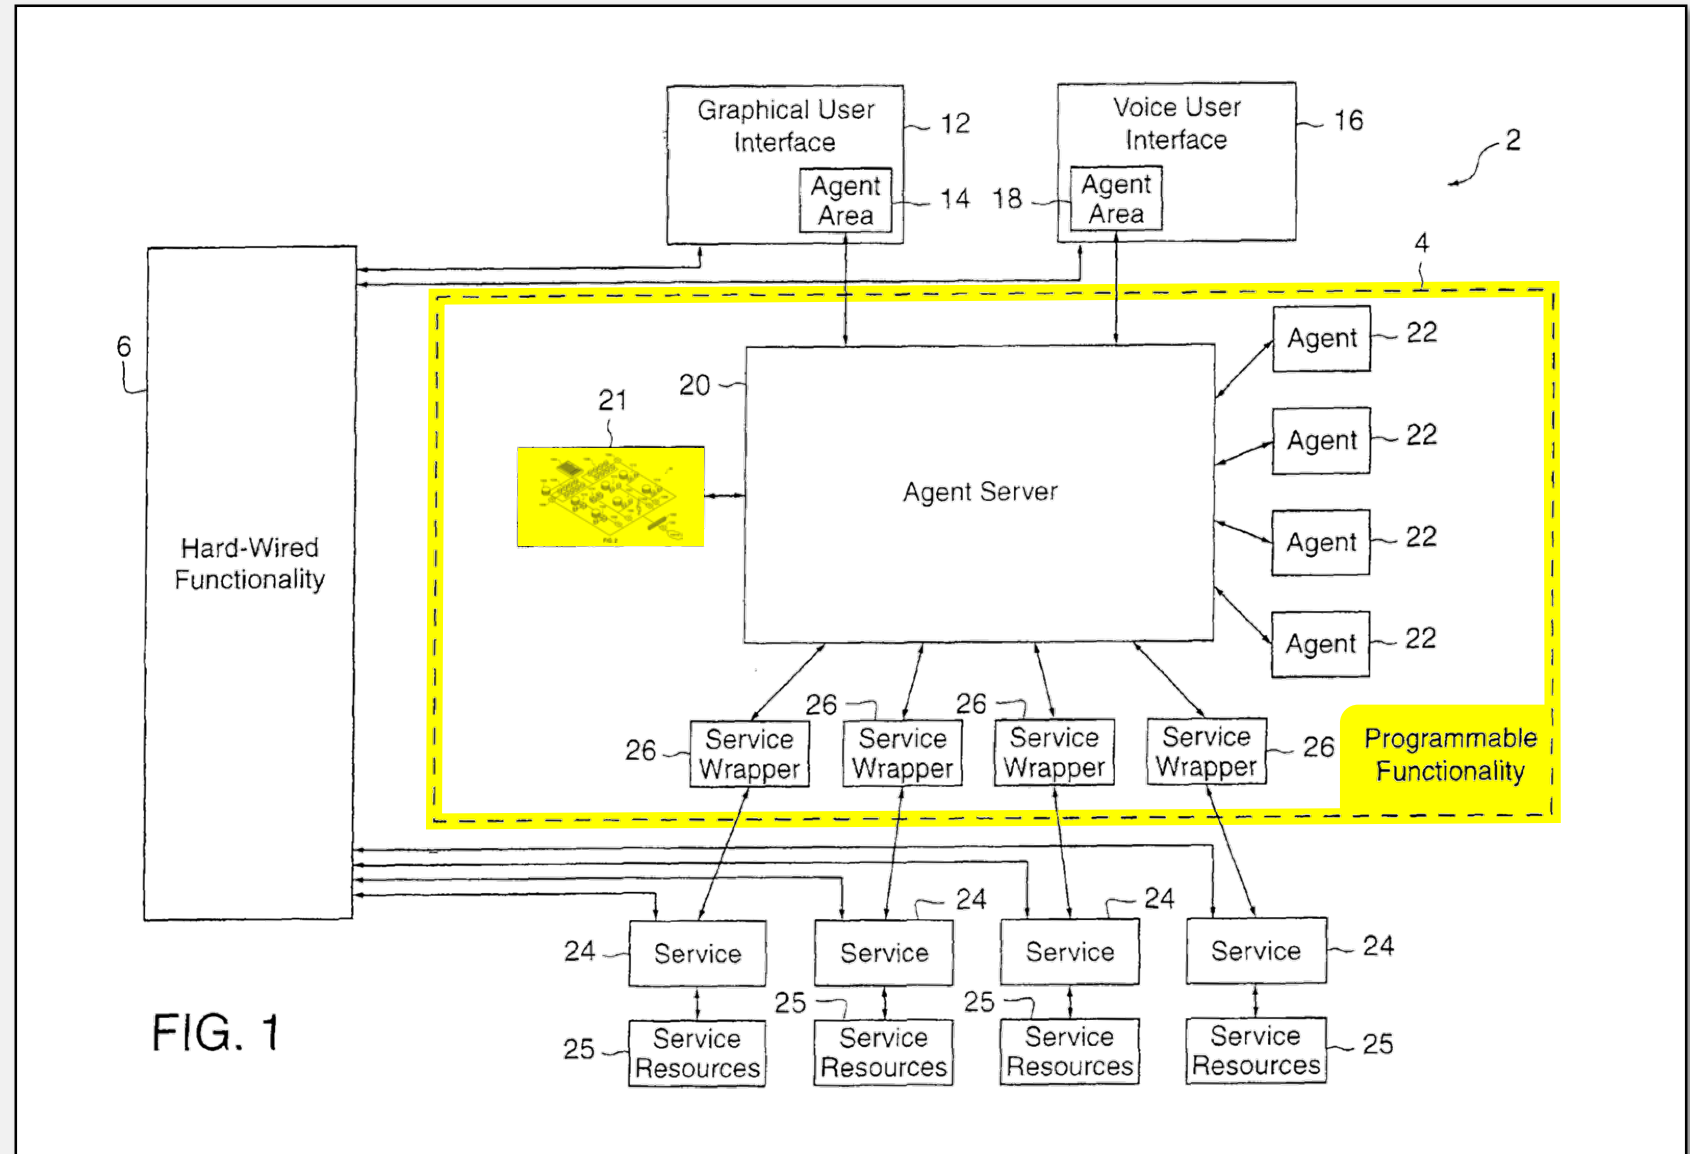 Graphical User
Interface
12
Agent
Area
14
Voice User
Interface
16
18
Agent
Area
2
4
6
Hard-Wired
Functionality
21
FIG. 2
20
Agent Server
Agent
22
Agent
22
Agent
22
Agent
22
26
Service
Wrapper
26
Service
Wrapper
26
Service
Wrapper
Service
Wrapper
26
Programmable
Functionality
24
Service
24
Service
24
Service
Service
24
25
Service
Resources
25
Service
Resources
25
Service
Resources
Service
Resources
25
FIG. 1